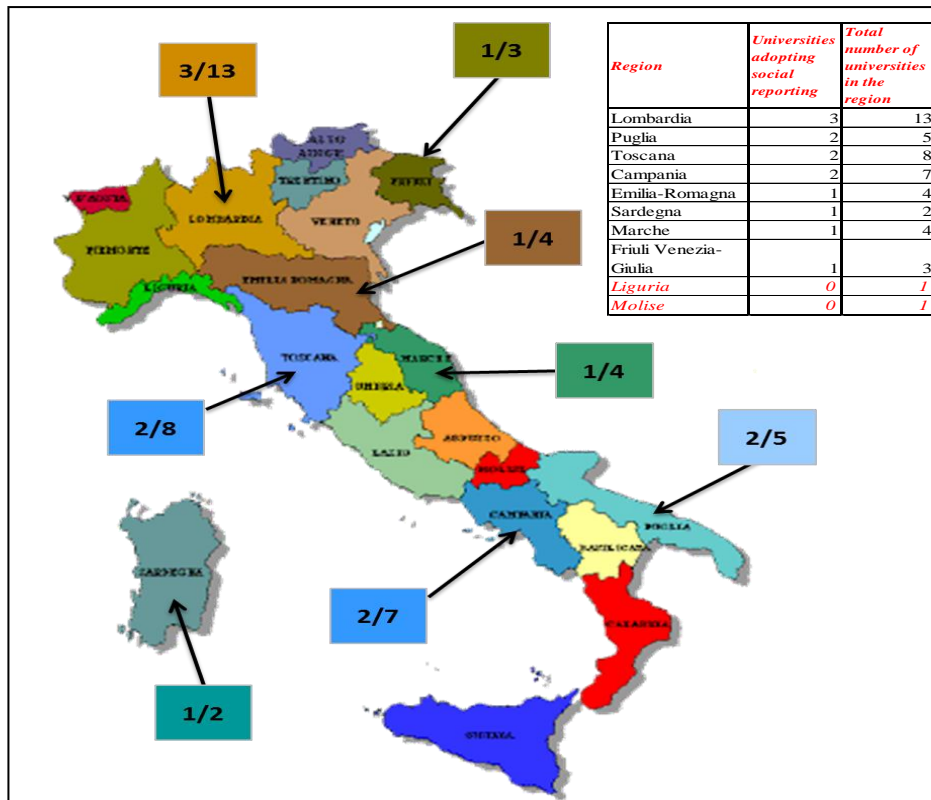 1/3
3/13
Region Universities adopting social reporting Total number of universities in the region
Lombardia 3 13
Puglia 2 5
Toscana 2 8
Campania 2 7
Emilia-Romagna 1 4
Sardegna 1 2
Marche 1 4
Friuli Venezia-
Giulia 1 3
Liguria 0 1
Molise 0 1
ALTO
ADIGE
TRENTINO
FRIULI
LOMBARDIA
VENETO
PIEMONTE
1/4
EMILIA ROMAGNA
LIGURIA
TOSCANA
MARCHE
UMBRIA
1/4
2/8
LAZIO
ABRUZZO
MOLISE
2/5
CAMPANIA
PUGLIA
BASILICATA
SARDEGNA
2/7
CALABRIA
1/2
SICILIA